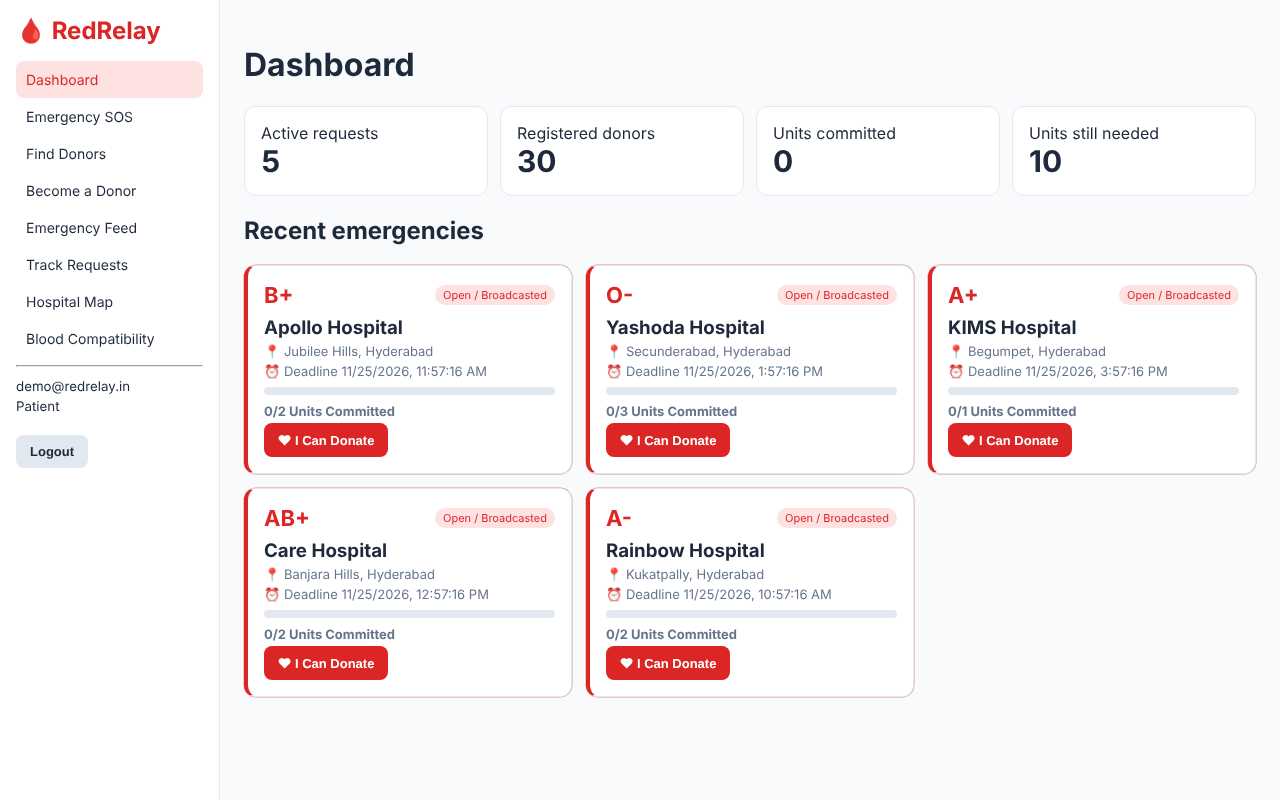 RedRelay
Dashboard
Emergency SOS
Find Donors
Become a Donor
Emergency Feed
Track Requests
Hospital Map
Blood Compatibility
demo@redrelay.in
Patient
Logout
Dashboard
Active requests
5
Registered donors
30
Units committed
0
Units still needed
10
Recent emergencies
B+
Open / Broadcasted
Apollo Hospital
📍 Jubilee Hills, Hyderabad
⏰ Deadline 11/25/2026, 11:57:16 AM
0/2 Units Committed
❤ I Can Donate
O-
Open / Broadcasted
Yashoda Hospital
📍 Secunderabad, Hyderabad
⏰ Deadline 11/25/2026, 1:57:16 PM
0/3 Units Committed
❤ I Can Donate
A+
Open / Broadcasted
KIMS Hospital
📍 Begumpet, Hyderabad
⏰ Deadline 11/25/2026, 3:57:16 PM
0/1 Units Committed
❤ I Can Donate
AB+
Open / Broadcasted
Care Hospital
📍 Banjara Hills, Hyderabad
⏰ Deadline 11/25/2026, 12:57:16 PM
0/2 Units Committed
❤ I Can Donate
A-
Open / Broadcasted
Rainbow Hospital
📍 Kukatpally, Hyderabad
⏰ Deadline 11/25/2026, 10:57:16 AM
0/2 Units Committed
❤ I Can Donate